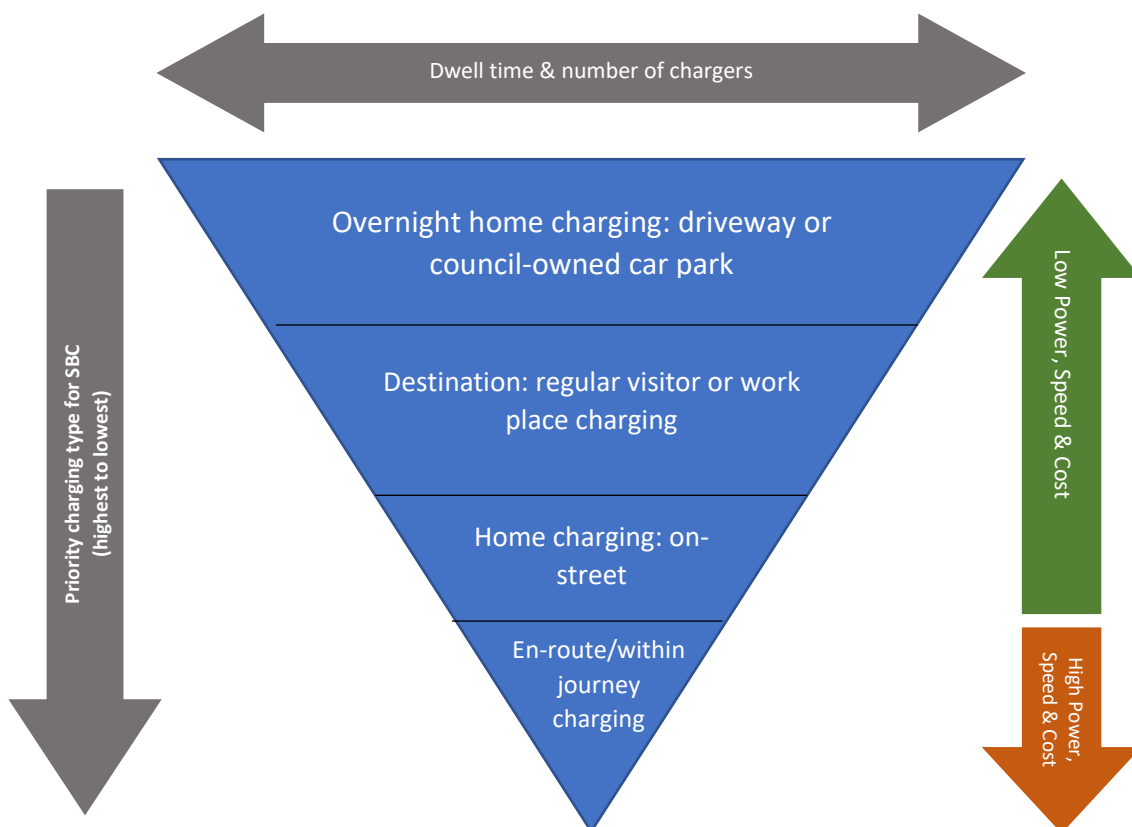 Dwell time & number of chargers
Overnight home charging: driveway or
council-owned car park
Destination: regular visitor or work
place charging
Home charging: on-
street
En-route/within
journey
charging
Priority charging type for SBC
(highest to lowest)
Low Power, Speed & Cost
High Power,
Speed & Cost